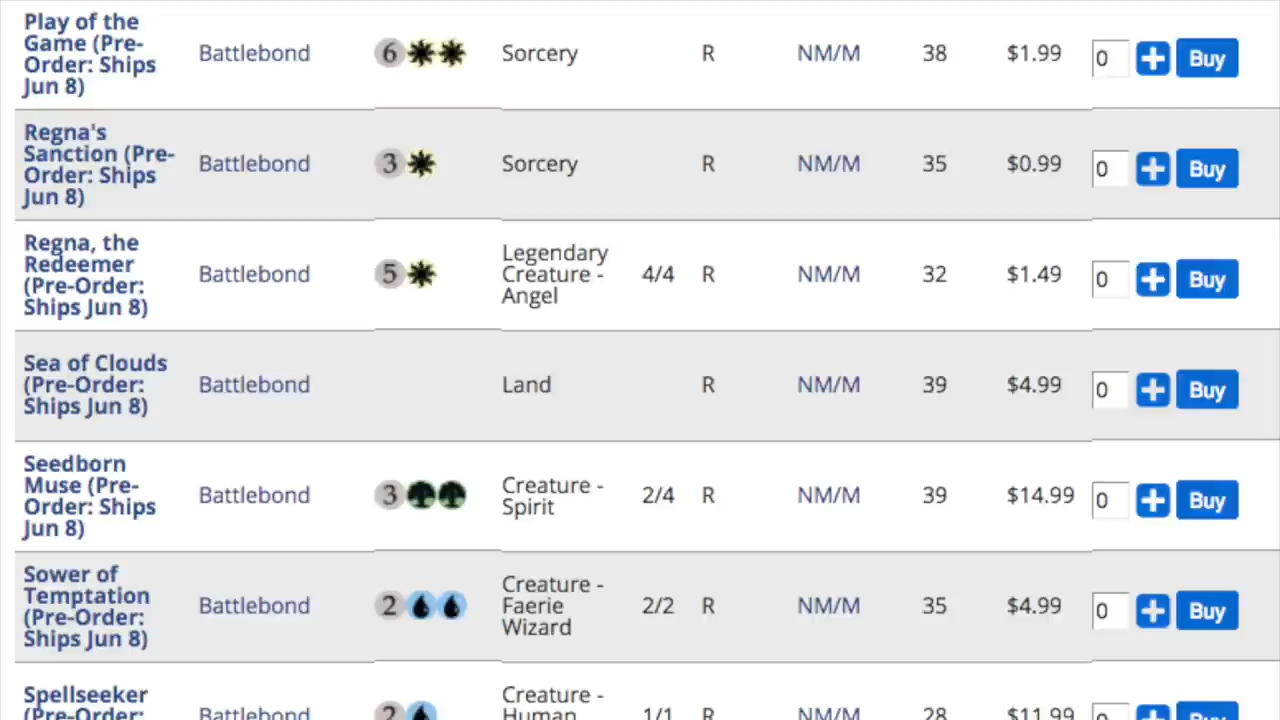 Play of the
Game (Pre-
Order: Ships
Jun 8)
Battlebond
6
Sorcery
R
NM/M
38
$1.99
0
Buy
Regna's
Sanction (Pre-
Order: Ships
Jun 8)
Battlebond
3
Sorcery
R
NM/M
35
$0.99
0
Buy
Regna, the
Redeemer
(Pre-Order:
Ships Jun 8)
Battlebond
5
Legendary
Creature -
Angel
4/4
R
NM/M
32
$1.49
0
Buy
Sea of Clouds
(Pre-Order:
Ships Jun 8)
Battlebond
Land
R
NM/M
39
$4.99
0
Buy
Seedborn
Muse (Pre-
Order: Ships
Jun 8)
Battlebond
3
Creature -
Spirit
2/4
R
NM/M
39
$14.99
0
Buy
Sower of
Temptation
(Pre-Order:
Ships Jun 8)
Battlebond
2
Creature -
Faerie
Wizard
2/2
R
NM/M
35
$4.99
0
Buy
Spellseeker
(Pre-Order:
Battlebond
2
Creature -
Human
1/1
R
NM/M
28
$11.99
0
Buy